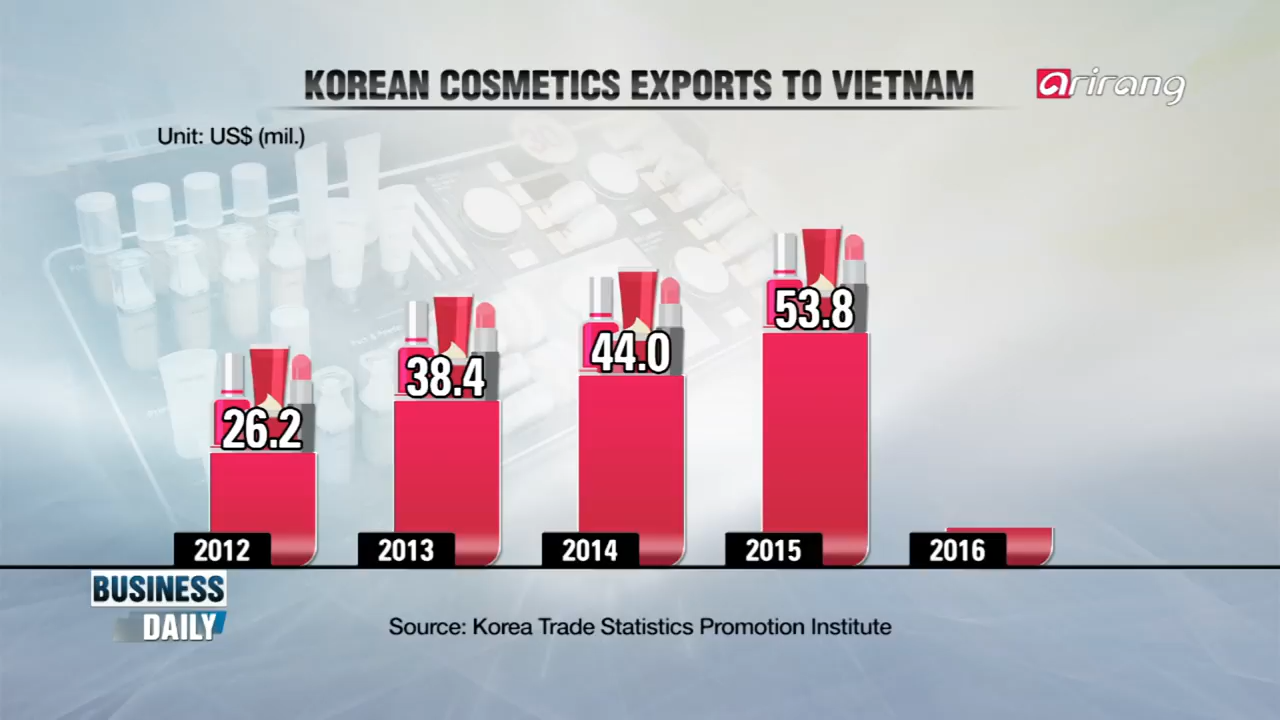 KOREAN COSMETICS EXPORTS TO VIETNAM
arirang
Unit: US$ (mil.)
53.8
44.0
38.4
26.2
2012
2013
2014
2015
2016
BUSINESS
DAILY
Source: Korea Trade Statistics Promotion Institute